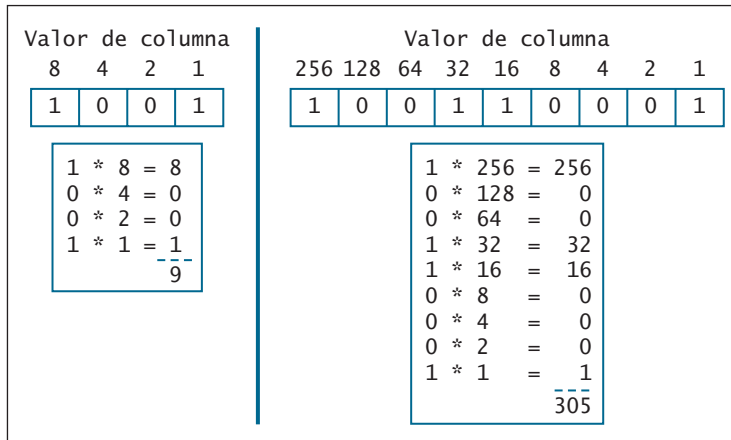 Valor de columna
8 4 2 1
1 0 0 1
1 * 8 = 8
0 * 4 = 0
0 * 2 = 0
1 * 1 = 1
9
Valor de columna
256 128 64 32 16 8 4 2 1
1 0 0 1 1 0 0 0 1
1 * 256 = 256
0 * 128 = 0
0 * 64 = 0
1 * 32 = 32
1 * 16 = 16
0 * 8 = 0
0 * 4 = 0
0 * 2 = 0
1 * 1 = 1
305